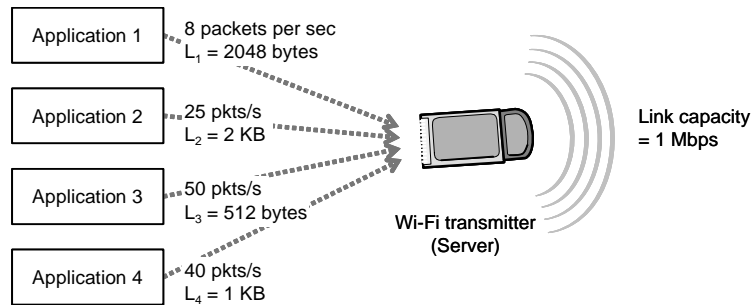 Application 1
8 packets per sec
L₁ = 2048 bytes
Application 2
25 pkts/s
L₂ = 2 KB
Application 3
50 pkts/s
L₃ = 512 bytes
Application 4
40 pkts/s
L₄ = 1 KB
Wi-Fi transmitter
(Server)
Link capacity
= 1 Mbps